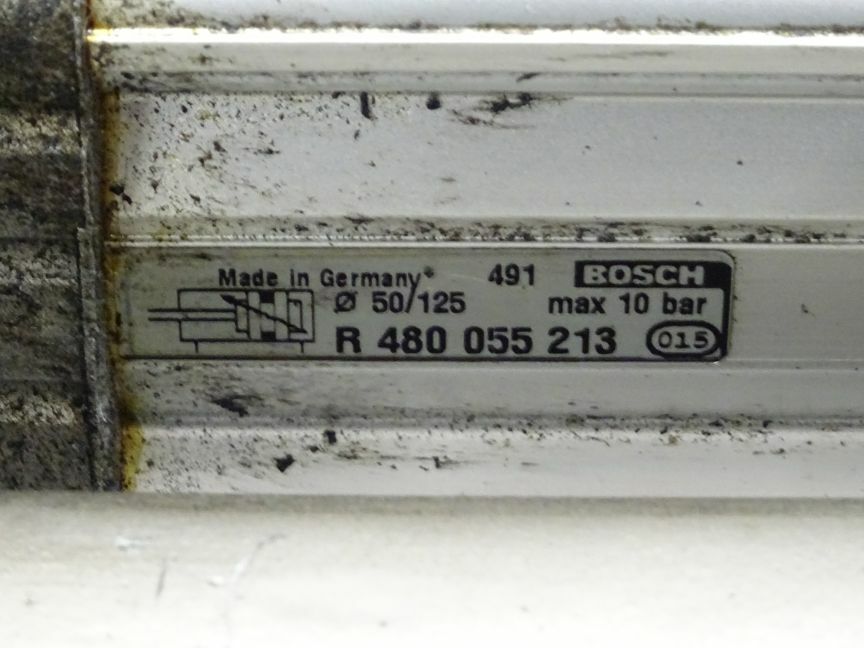 Made in Germany* 491 BOSCH
Ø 50/125 max 10 bar
R 480 055 213 015